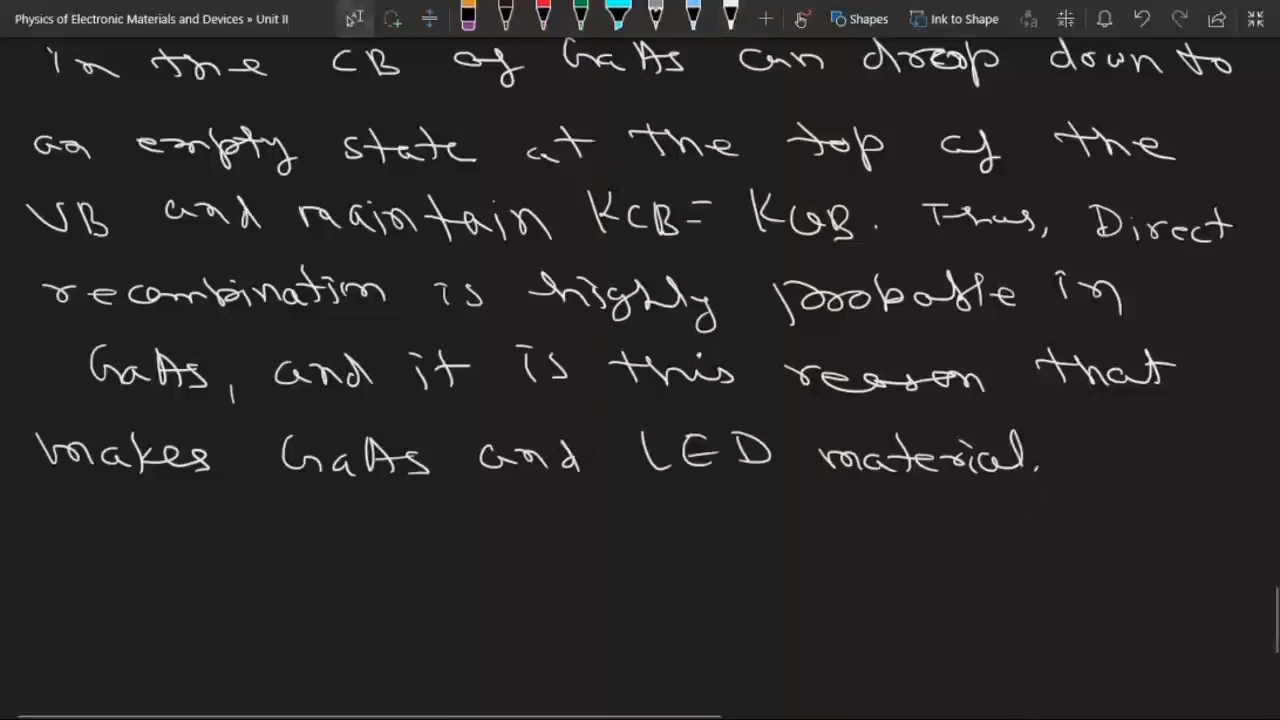 Physics of Electronic Materials and Devices » Unit II
Shapes
Ink to Shape
in the CB of GaAs can drop down to
an empty state at the top of the
VB and maintain KCB = KVB. Thus, Direct
recombination is highly probable in
GaAs, and it is this reason that
makes GaAs and LED material.